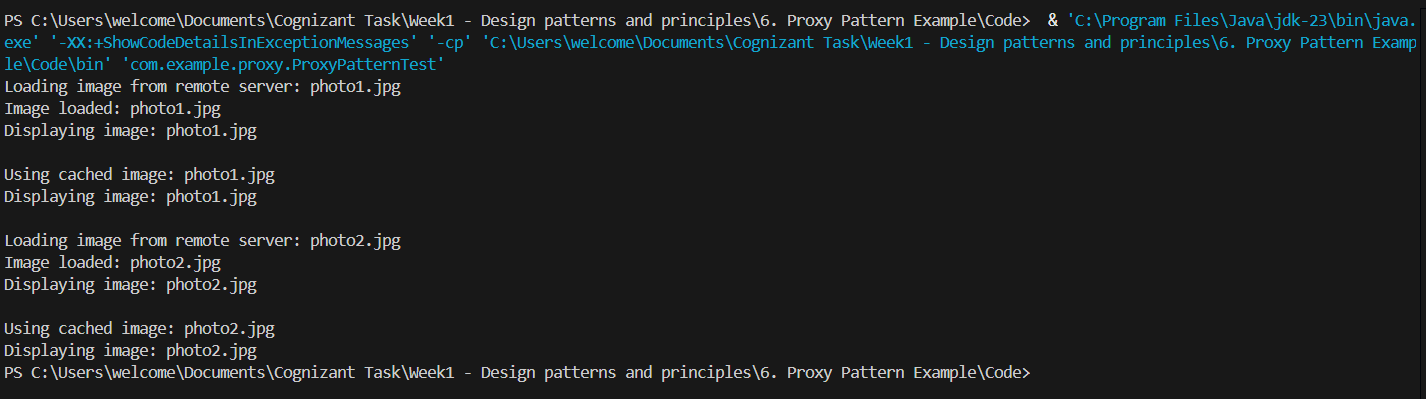 PS C:\Users\welcome\Documents\Cognizant Task\Week1 - Design patterns and principles\6. Proxy Pattern Example\Code>  & 'C:\Program Files\Java\jdk-23\bin\java.
exe' '-XX:+ShowCodeDetailsInExceptionMessages' '-cp' 'C:\Users\welcome\Documents\Cognizant Task\Week1 - Design patterns and principles\6. Proxy Pattern Examp
le\Code\bin' 'com.example.proxy.ProxyPatternTest'
Loading image from remote server: photo1.jpg
Image loaded: photo1.jpg
Displaying image: photo1.jpg

Using cached image: photo1.jpg
Displaying image: photo1.jpg

Loading image from remote server: photo2.jpg
Image loaded: photo2.jpg
Displaying image: photo2.jpg

Using cached image: photo2.jpg
Displaying image: photo2.jpg
PS C:\Users\welcome\Documents\Cognizant Task\Week1 - Design patterns and principles\6. Proxy Pattern Example\Code>